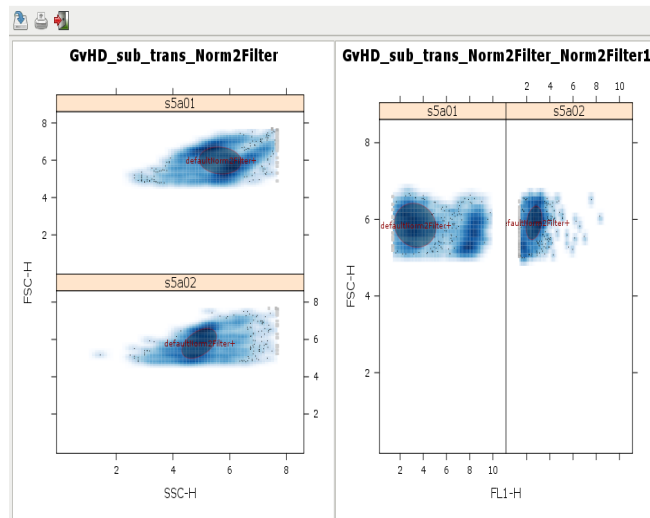 GvHD_sub_trans_Norm2Filter
s5a01
8
6
4
2
defaultNorm2Filter+
FSC-H
s5a02
8
6
4
2
defaultNorm2Filter+
2 4 6 8
SSC-H
GvHD_sub_trans_Norm2Filter_Norm2Filter1
2 4 6 8 10
s5a01 s5a02
8
6
4
2
defaultNorm2Filter+
efaultNorm2Filter+
FSC-H
2 4 6 8 10
FL1-H